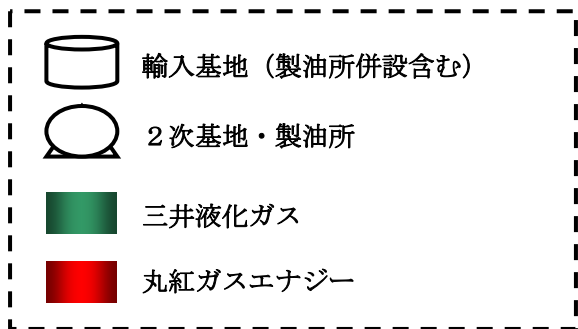 輸入基地（製油所併設含む）
２次基地・製油所
三井液化ガス
丸紅ガスエナジー